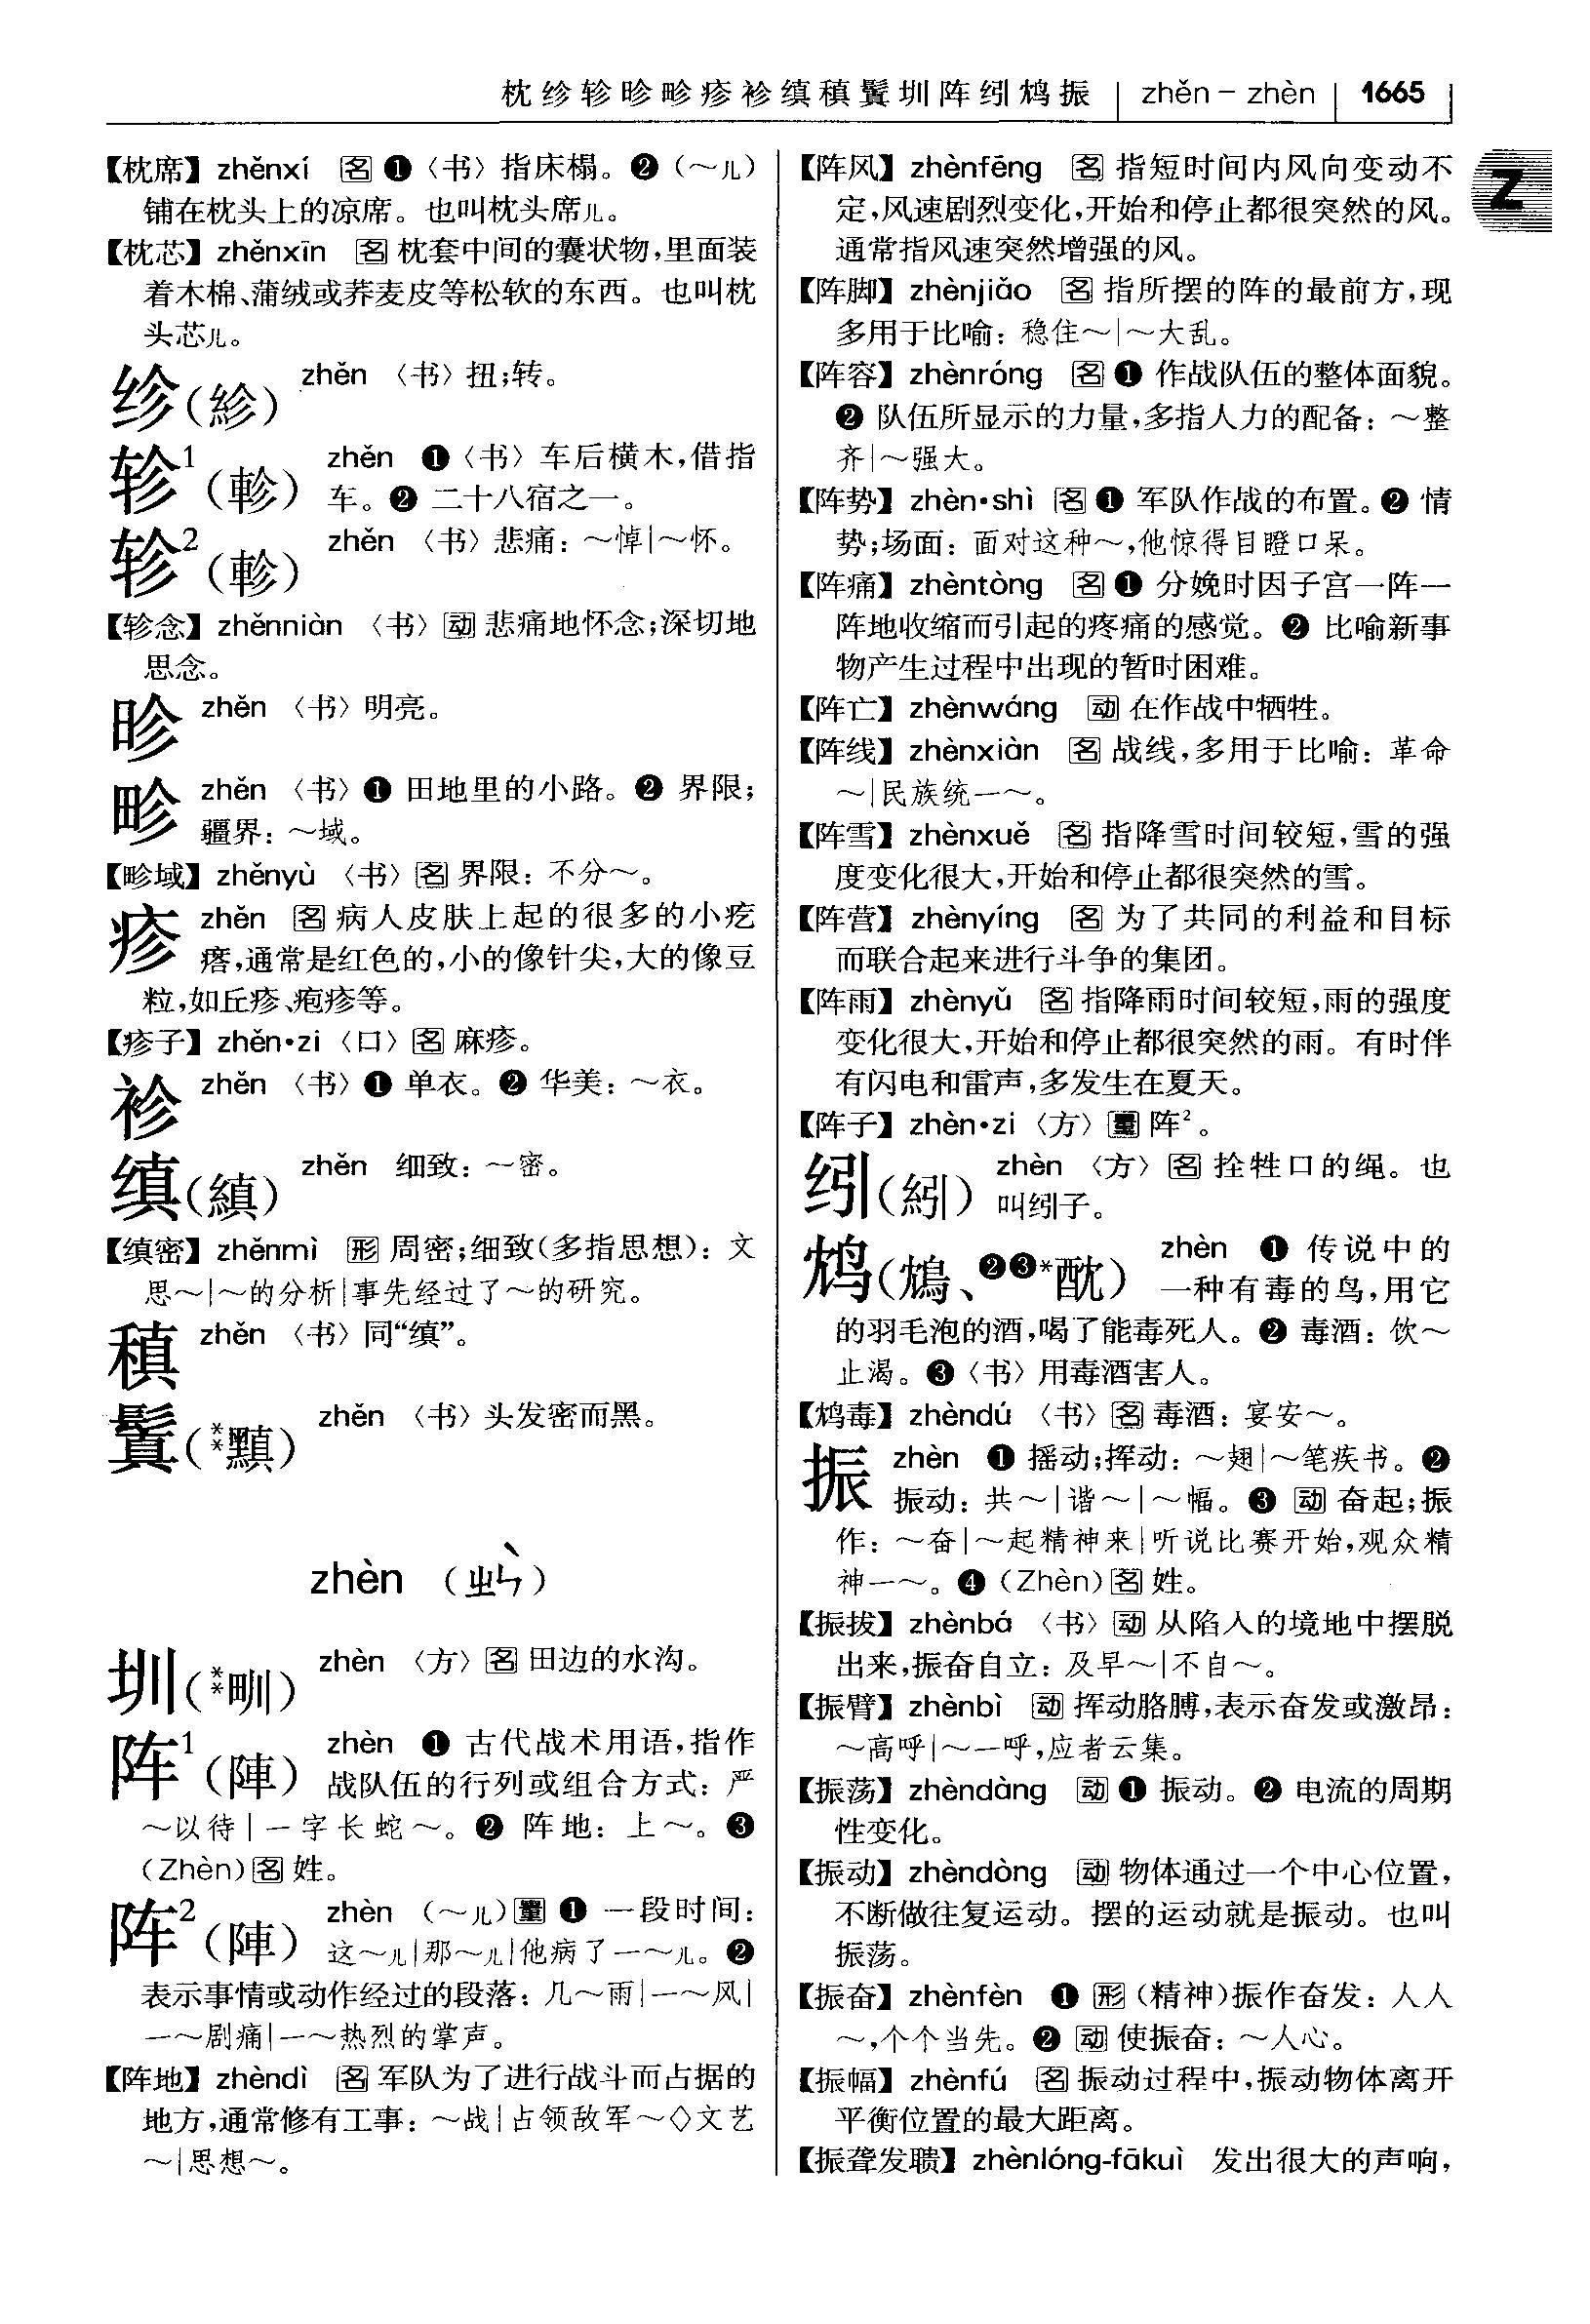 枕纱轸昣畛疹袗缜稹鬒圳阵纼鸩振 zhěn－zhèn 1665
Z
【枕席】 zhěnxí 名 ❶〈书〉指床榻。❷（～儿）
铺在枕头上的凉席。也叫枕头席儿。
【枕芯】 zhěnxīn 名 枕套中间的囊状物，里面装
着木棉、蒲绒或荞麦皮等松软的东西。也叫枕
头芯儿。
紾（紾） zhěn 〈书〉扭；转。
轸¹（軫） zhěn ❶〈书〉车后横木，借指
车。❷ 二十八宿之一。
轸²（軫） zhěn 〈书〉悲痛：～悼|～怀。
【轸念】 zhěnniàn 〈书〉动 悲痛地怀念；深切地
思念。
昣 zhěn 〈书〉明亮。
畛 zhěn 〈书〉❶ 田地里的小路。❷ 界限；
疆界：～域。
【畛域】 zhěnyù 〈书〉名 界限：不分～。
疹 zhěn 名 病人皮肤上起的很多的小疙
瘩，通常是红色的，小的像针尖，大的像豆
粒，如丘疹、疱疹等。
【疹子】 zhěn·zi〈口〉名 麻疹。
袗 zhěn 〈书〉❶ 单衣。❷ 华美：～衣。
缜（縝） zhěn 细致：～密。
【缜密】 zhěnmì 形 周密；细致（多指思想）：文
思～|～的分析|事先经过了～的研究。
稹 zhěn 〈书〉同“缜”。
鬒（**黰） zhěn 〈书〉头发密而黑。
zhèn （ㄓㄣˋ）
圳（**甽） zhèn 〈方〉名 田边的水沟。
阵¹（陣） zhèn ❶ 古代战术用语，指作
战队伍的行列或组合方式：严
～以待|一字长蛇～。❷ 阵地：上～。❸
（Zhèn）名 姓。
阵²（陣） zhèn （～儿）量 ❶ 一段时间：
这～儿|那～儿|他病了一～儿。❷
表示事情或动作经过的段落：几～雨|一～风|
一～剧痛|一～热烈的掌声。
【阵地】 zhèndì 名 军队为了进行战斗而占据的
地方，通常修有工事：～战|占领敌军～◇文艺
～|思想～。
【阵风】 zhènfēng 名 指短时间内风向变动不
定，风速剧烈变化，开始和停止都很突然的风。
通常指风速突然增强的风。
【阵脚】 zhènjiǎo 名 指所摆的阵的最前方，现
多用于比喻：稳住～|～大乱。
【阵容】 zhènróng 名 ❶ 作战队伍的整体面貌。
❷ 队伍所显示的力量，多指人力的配备：～整
齐|～强大。
【阵势】 zhèn·shì 名 ❶ 军队作战的布置。❷ 情
势；场面：面对这种～，他惊得目瞪口呆。
【阵痛】 zhèntòng 名 ❶ 分娩时因子宫一阵一
阵地收缩而引起的疼痛的感觉。❷ 比喻新事
物产生过程中出现的暂时困难。
【阵亡】 zhènwáng 动 在作战中牺牲。
【阵线】 zhènxiàn 名 战线，多用于比喻：革命
～|民族统一～。
【阵雪】 zhènxuě 名 指降雪时间较短，雪的强
度变化很大，开始和停止都很突然的雪。
【阵营】 zhènyíng 名 为了共同的利益和目标
而联合起来进行斗争的集团。
【阵雨】 zhènyǔ 名 指降雨时间较短，雨的强度
变化很大，开始和停止都很突然的雨。有时伴
有闪电和雷声，多发生在夏天。
【阵子】 zhèn·zi〈方〉量 阵²。
纼（紖） zhèn 〈方〉名 拴牲口的绳。也
叫纼子。
鸩（鴆、❷❸*酖） zhèn ❶ 传说中的
一种有毒的鸟，用它
的羽毛泡的酒，喝了能毒死人。❷ 毒酒：饮～
止渴。❸〈书〉用毒酒害人。
【鸩毒】 zhèndú 〈书〉名 毒酒：宴安～。
振 zhèn ❶ 摇动；挥动：～翅|～笔疾书。❷
振动：共～|谐～|～幅。❸ 动 奋起；振
作：～奋|～起精神来|听说比赛开始，观众精
神一～。❹（Zhèn）名 姓。
【振拔】 zhènbá 〈书〉动 从陷入的境地中摆脱
出来，振奋自立：及早～|不自～。
【振臂】 zhènbì 动 挥动胳膊，表示奋发或激昂：
～高呼|～一呼，应者云集。
【振荡】 zhèndàng 动 ❶ 振动。❷ 电流的周期
性变化。
【振动】 zhèndòng 动 物体通过一个中心位置，
不断做往复运动。摆的运动就是振动。也叫
振荡。
【振奋】 zhènfèn ❶ 形（精神）振作奋发：人人
～，个个当先。❷ 动 使振奋：～人心。
【振幅】 zhènfú 名 振动过程中，振动物体离开
平衡位置的最大距离。
【振聋发聩】 zhènlóng-fākuì 发出很大的声响，